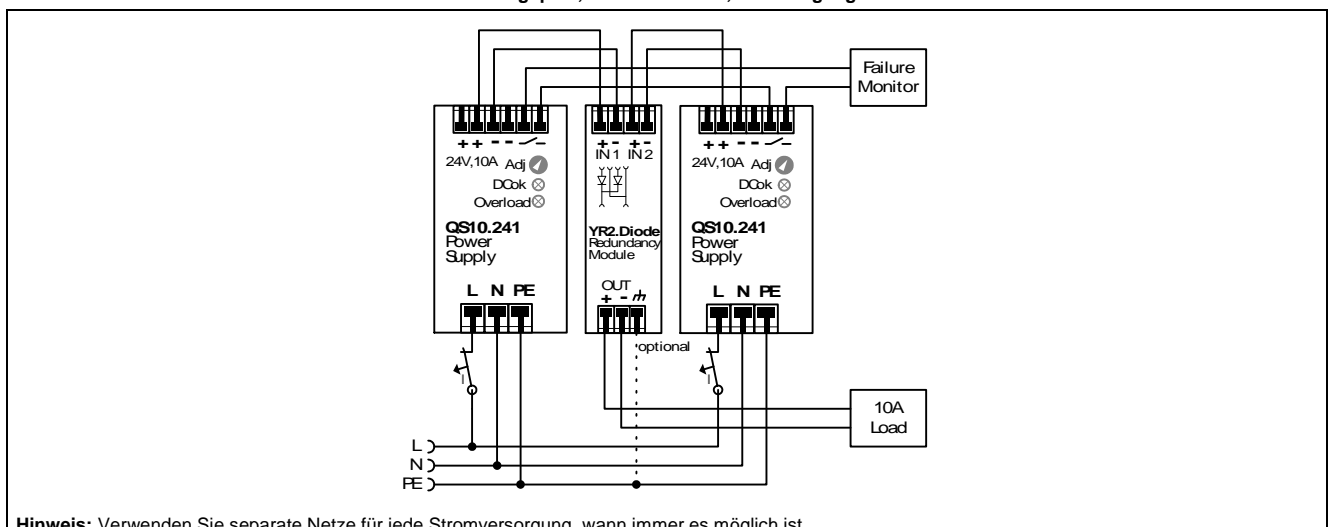 Failure
Monitor
+ + - -
+ - + -
+ + - -
IN 1 IN 2
24V,10A Adj
24V,10A Adj
DCok
DCok
Overload
Overload
QS10.241
Power
Supply
YR2.Diode
Redundancy
Module
QS10.241
Power
Supply
L N PE
OUT
+ -
L N PE
optional
I
I
10A
Load
L
N
PE
Hinweis: Verwenden Sie separate Netze für jede Stromversorgung, wann immer es möglich ist.